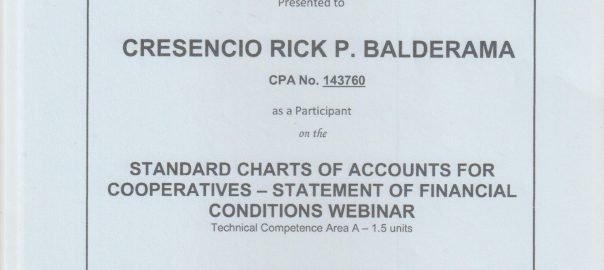 Presented to
CRESENCIO RICK P. BALDERAMA
CPA No. 143760
as a Participant
on the
STANDARD CHARTS OF ACCOUNTS FOR
COOPERATIVES – STATEMENT OF FINANCIAL
CONDITIONS WEBINAR
Technical Competence Area A – 1.5 units